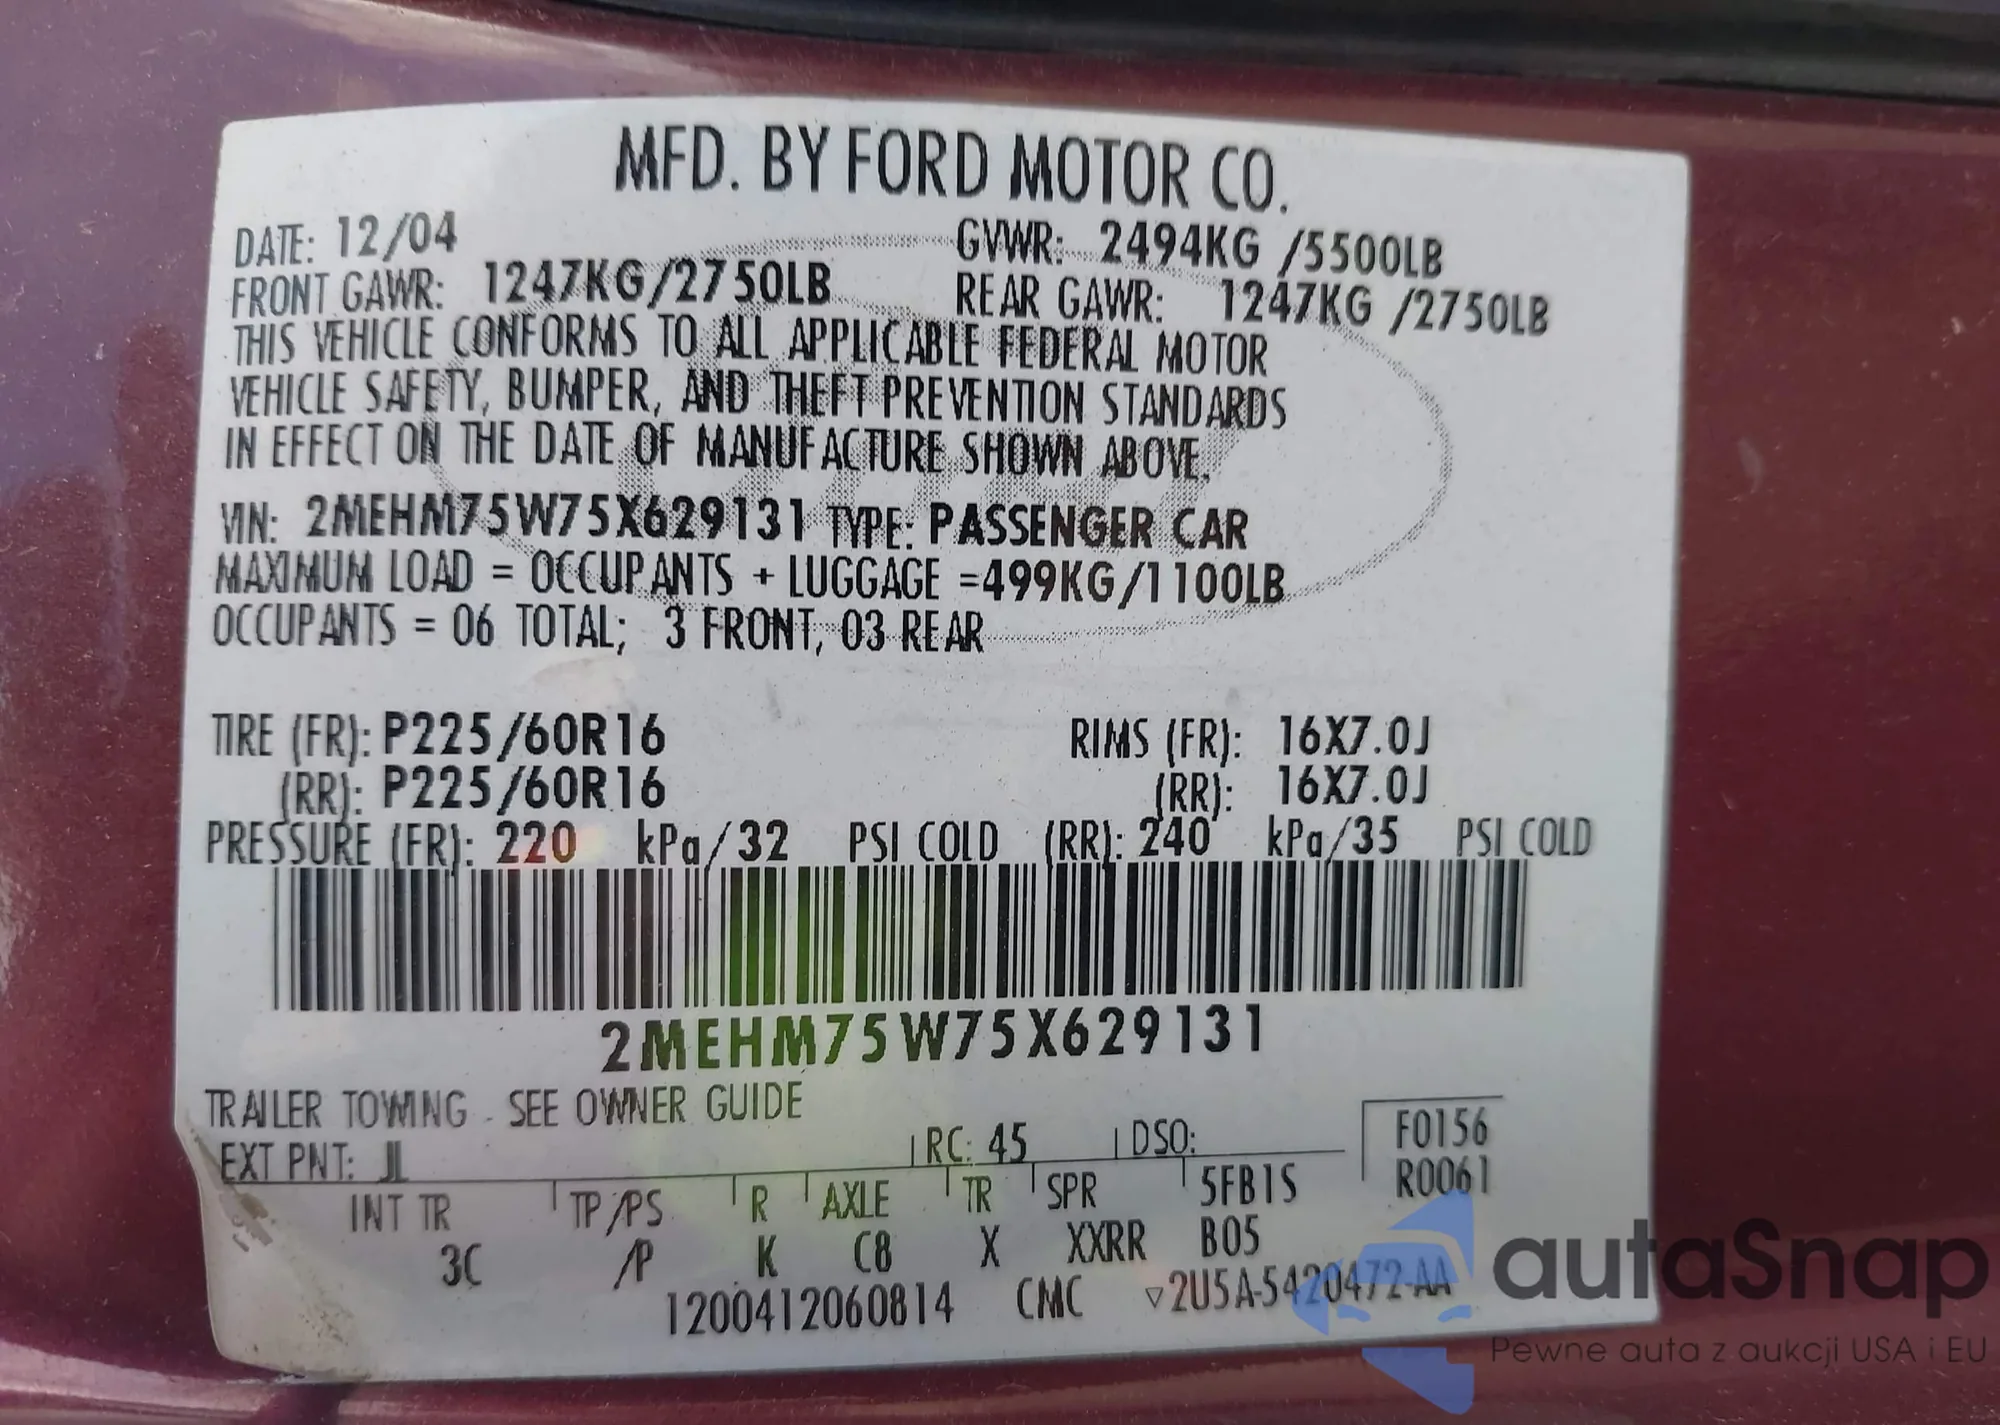 MFD. BY FORD MOTOR CO.
DATE: 12/04 GVWR: 2494KG /5500LB
FRONT GAWR: 1247KG/2750LB REAR GAWR: 1247KG /2750LB
THIS VEHICLE CONFORMS TO ALL APPLICABLE FEDERAL MOTOR
VEHICLE SAFETY, BUMPER, AND THEFT PREVENTION STANDARDS
IN EFFECT ON THE DATE OF MANUFACTURE SHOWN ABOVE.
VIN: 2MEHM75W75X629131 TYPE: PASSENGER CAR
MAXIMUM LOAD = OCCUPANTS + LUGGAGE =499KG/1100LB
OCCUPANTS = 06 TOTAL; 3 FRONT, 03 REAR
TIRE (FR): P225/60R16 RIMS (FR): 16X7.0J
(RR): P225/60R16 (RR): 16X7.0J
PRESSURE (FR): 220 kPa/32 PSI COLD (RR): 240 kPa/35 PSI COLD
2MEHM75W75X629131
TRAILER TOWING - SEE OWNER GUIDE
EXT PNT: JL RC: 45 DSO: F0156
R0061
INT TR TP/PS R AXLE TR SPR 5FB1S
3C /P K C8 X XXRR B05
1200412060814 CMC ▽2U5A-5420472-AA
autaSnap
Pewne auta z aukcji USA i EU